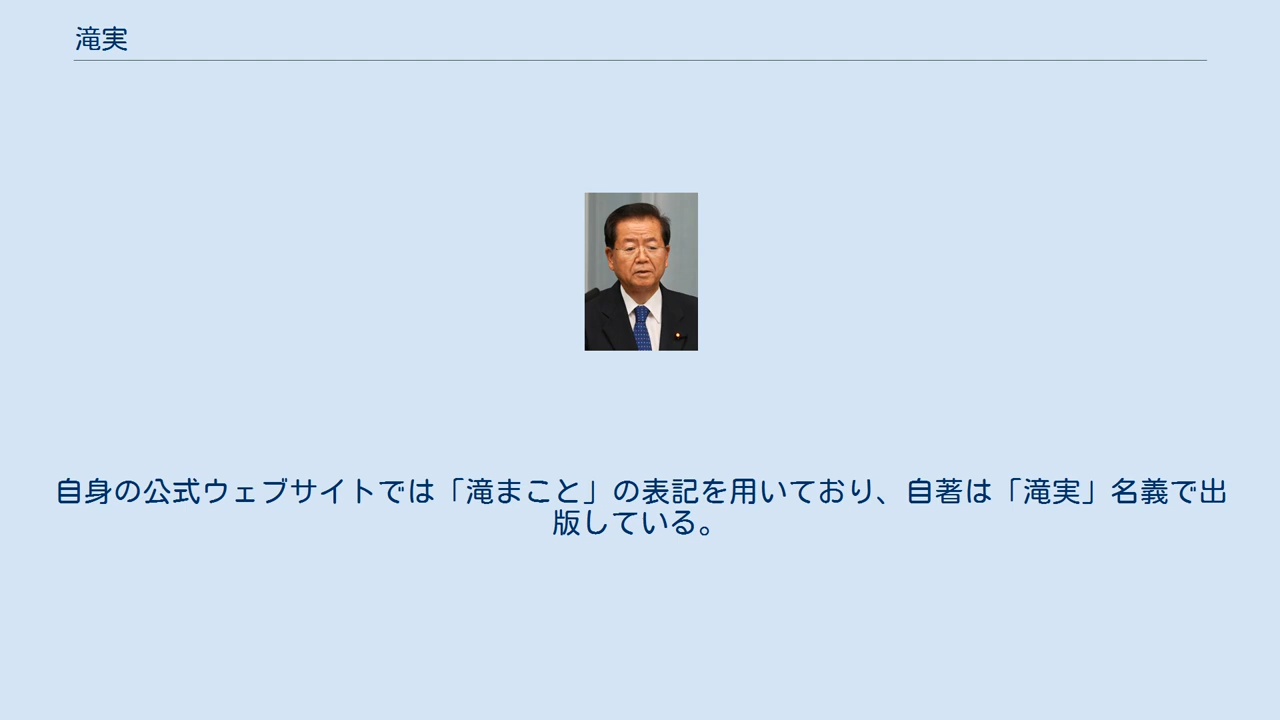 滝実
自身の公式ウェブサイトでは「滝まこと」の表記を用いており、自著は「滝実」名義で出
版している。